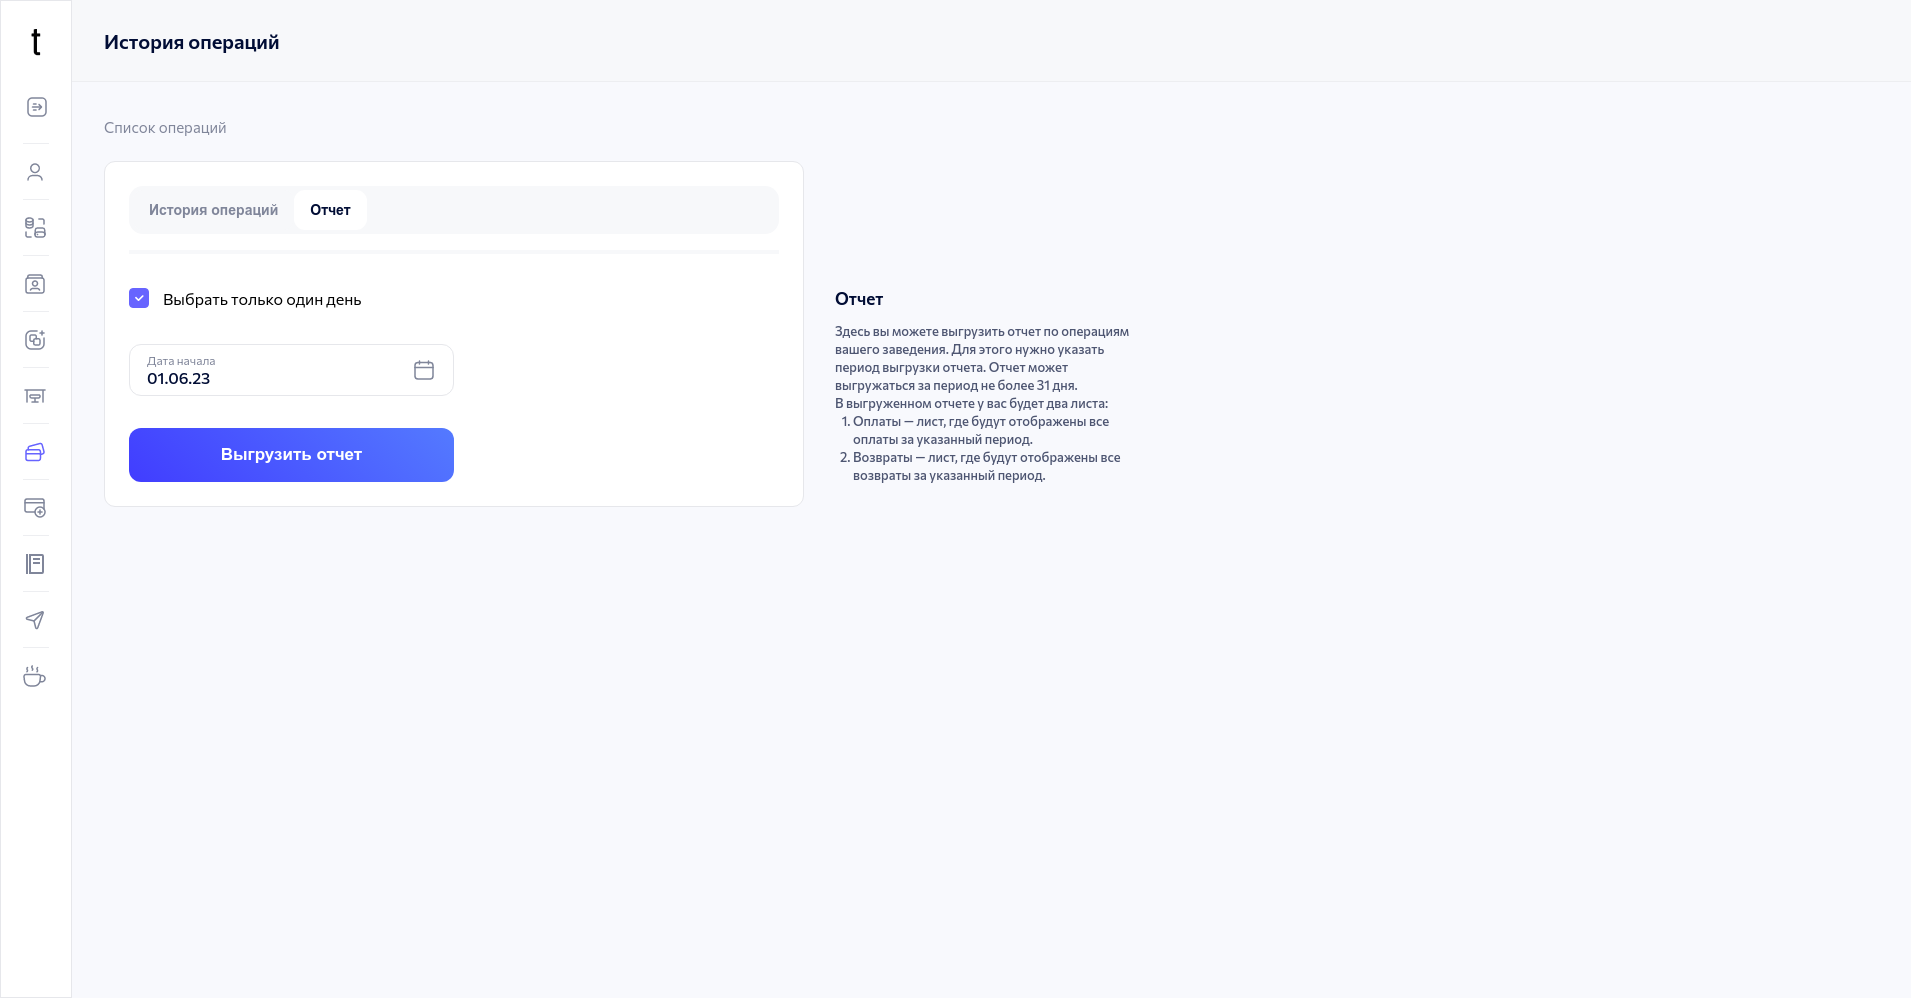 t
История операций
Список операций
История операций
Отчет
Выбрать только один день
Дата начала
01.06.23
Выгрузить отчет
Отчет
Здесь вы можете выгрузить отчет по операциям
вашего заведения. Для этого нужно указать
период выгрузки отчета. Отчет может
выгружаться за период не более 31 дня.
В выгруженном отчете у вас будет два листа:
1. Оплаты — лист, где будут отображены все
оплаты за указанный период.
2. Возвраты — лист, где будут отображены все
возвраты за указанный период.